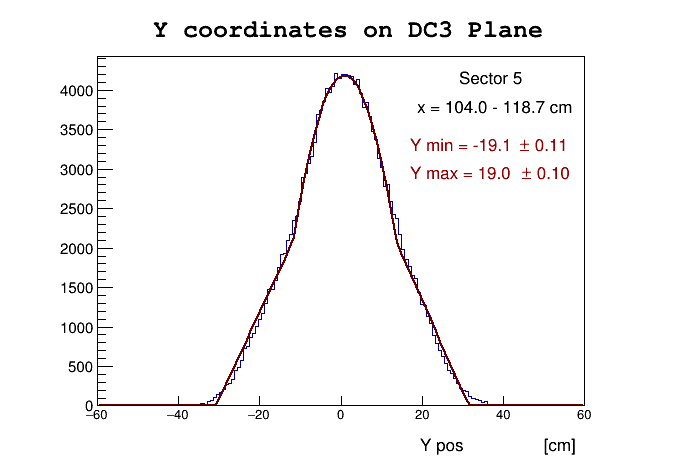 Y coordinates on DC3 Plane
Sector 5
x = 104.0 - 118.7 cm
Y min = -19.1 ± 0.11
Y max = 19.0 ± 0.10
4000
3500
3000
2500
2000
1500
1000
500
0
−60 −40 −20 0 20 40 60
Y pos [cm]